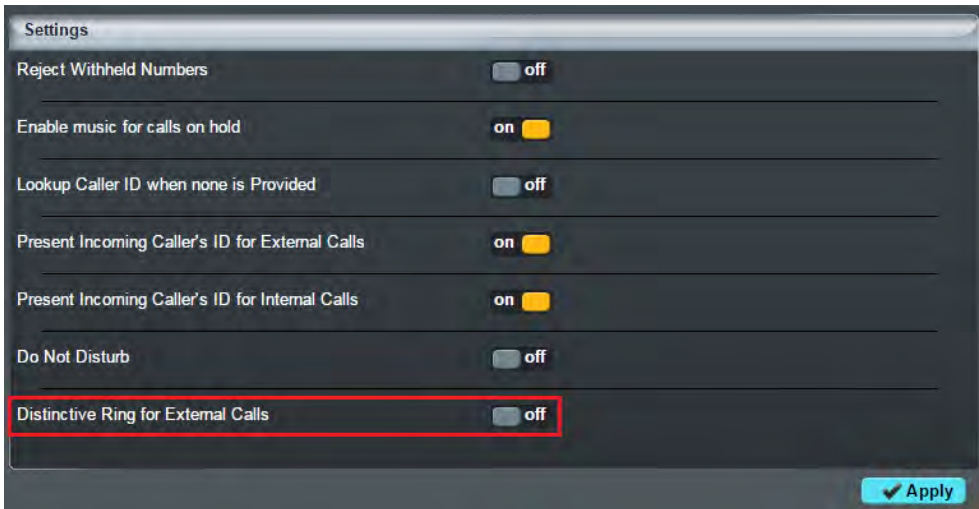 Settings
Reject Withheld Numbers off
Enable music for calls on hold on
Lookup Caller ID when none is Provided off
Present Incoming Caller's ID for External Calls on
Present Incoming Caller's ID for Internal Calls on
Do Not Disturb off
Distinctive Ring for External Calls off
Apply